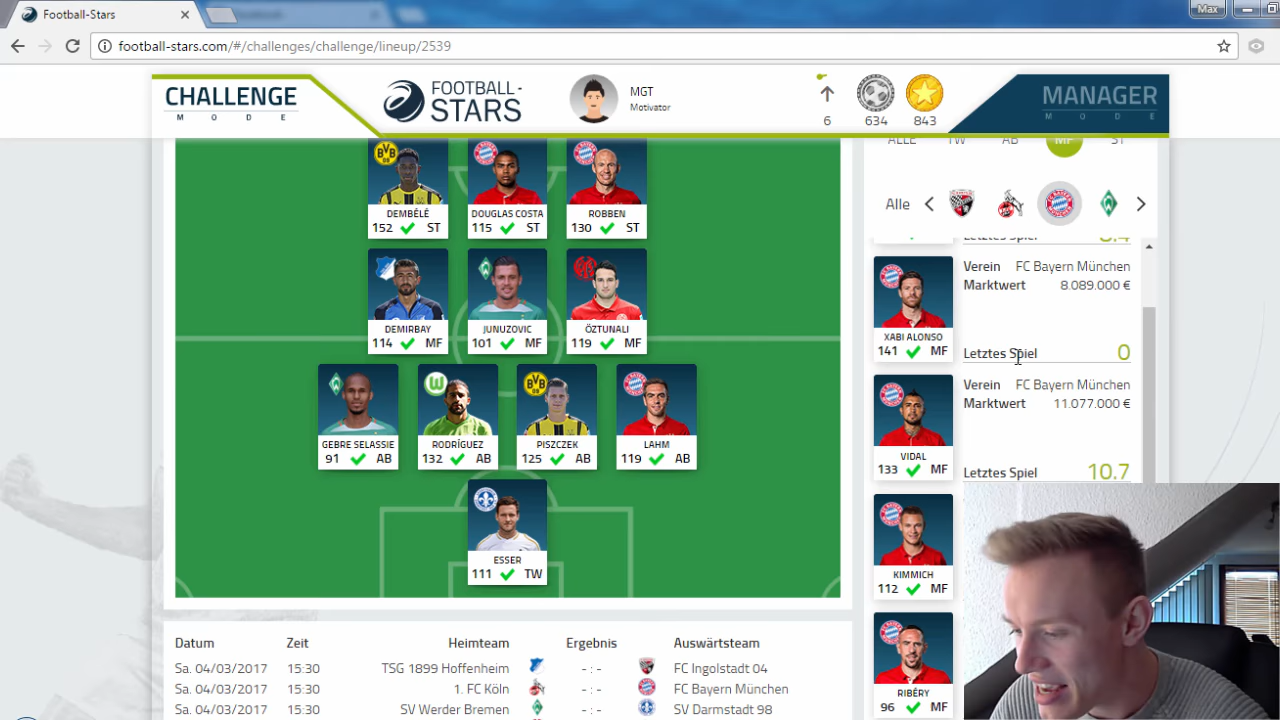 Football-Stars
Max
football-stars.com/#/challenges/challenge/lineup/2539
CHALLENGE
MODE
FOOTBALL-
STARS
MGT
Motivator
6
634
843
MANAGER
MODE
ALLE TW AB MF ST
Alle
DEMBÉLÉ
152 ST
DOUGLAS COSTA
115 ST
ROBBEN
130 ST
DEMIRBAY
114 MF
JUNUZOVIC
101 MF
ÖZTUNALI
119 MF
GEBRE SELASSIE
91 AB
RODRÍGUEZ
132 AB
PISZCZEK
125 AB
LAHM
119 AB
ESSER
111 TW
Letztes Spiel
Verein FC Bayern München
Marktwert 8.089.000 €
XABI ALONSO
141 MF
Letztes Spiel 0
Verein FC Bayern München
Marktwert 11.077.000 €
VIDAL
133 MF
Letztes Spiel 10.7
KIMMICH
112 MF
RIBÉRY
96 MF
Datum Zeit Heimteam Ergebnis Auswärtsteam
Sa. 04/03/2017 15:30 TSG 1899 Hoffenheim - : - FC Ingolstadt 04
Sa. 04/03/2017 15:30 1. FC Köln - : - FC Bayern München
Sa. 04/03/2017 15:30 SV Werder Bremen - : - SV Darmstadt 98